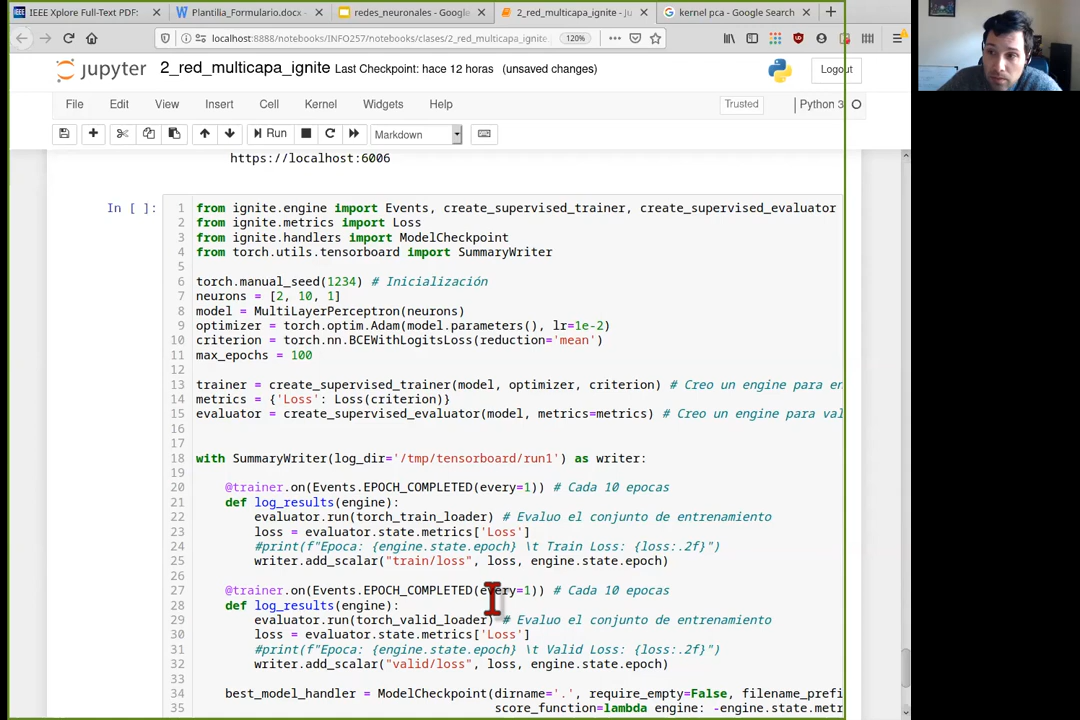 IEEE Xplore Full-Text PDF:
Plantilia_Formulario.docx -
redes_neuronales - Google
2_red_multicapa_ignite - Ju
kernel pca - Google Search
localhost:8888/notebooks/INFO257/notebooks/clases/2_red_multicapa_ignite
120%
jupyter
2_red_multicapa_ignite Last Checkpoint: hace 12 horas (unsaved changes)
Logout
File Edit View Insert Cell Kernel Widgets Help
Trusted
Python 3
Run
Markdown
https://localhost:6006
In [ ]:
1 from ignite.engine import Events, create_supervised_trainer, create_supervised_evaluator
2 from ignite.metrics import Loss
3 from ignite.handlers import ModelCheckpoint
4 from torch.utils.tensorboard import SummaryWriter
5
6 torch.manual_seed(1234) # Inicialización
7 neurons = [2, 10, 1]
8 model = MultiLayerPerceptron(neurons)
9 optimizer = torch.optim.Adam(model.parameters(), lr=1e-2)
10 criterion = torch.nn.BCEWithLogitsLoss(reduction='mean')
11 max_epochs = 100
12
13 trainer = create_supervised_trainer(model, optimizer, criterion) # Creo un engine para en
14 metrics = {'Loss': Loss(criterion)}
15 evaluator = create_supervised_evaluator(model, metrics=metrics) # Creo un engine para val
16
17
18 with SummaryWriter(log_dir='/tmp/tensorboard/run1') as writer:
19
20 @trainer.on(Events.EPOCH_COMPLETED(every=1)) # Cada 10 epocas
21 def log_results(engine):
22 evaluator.run(torch_train_loader) # Evaluo el conjunto de entrenamiento
23 loss = evaluator.state.metrics['Loss']
24 #print(f"Epoca: {engine.state.epoch} \t Train Loss: {loss:.2f}")
25 writer.add_scalar("train/loss", loss, engine.state.epoch)
26
27 @trainer.on(Events.EPOCH_COMPLETED(every=1)) # Cada 10 epocas
28 def log_results(engine):
29 evaluator.run(torch_valid_loader) # Evaluo el conjunto de entrenamiento
30 loss = evaluator.state.metrics['Loss']
31 #print(f"Epoca: {engine.state.epoch} \t Valid Loss: {loss:.2f}")
32 writer.add_scalar("valid/loss", loss, engine.state.epoch)
33
34 best_model_handler = ModelCheckpoint(dirname='.', require_empty=False, filename_prefi
35 score_function=lambda engine: -engine.state.metr